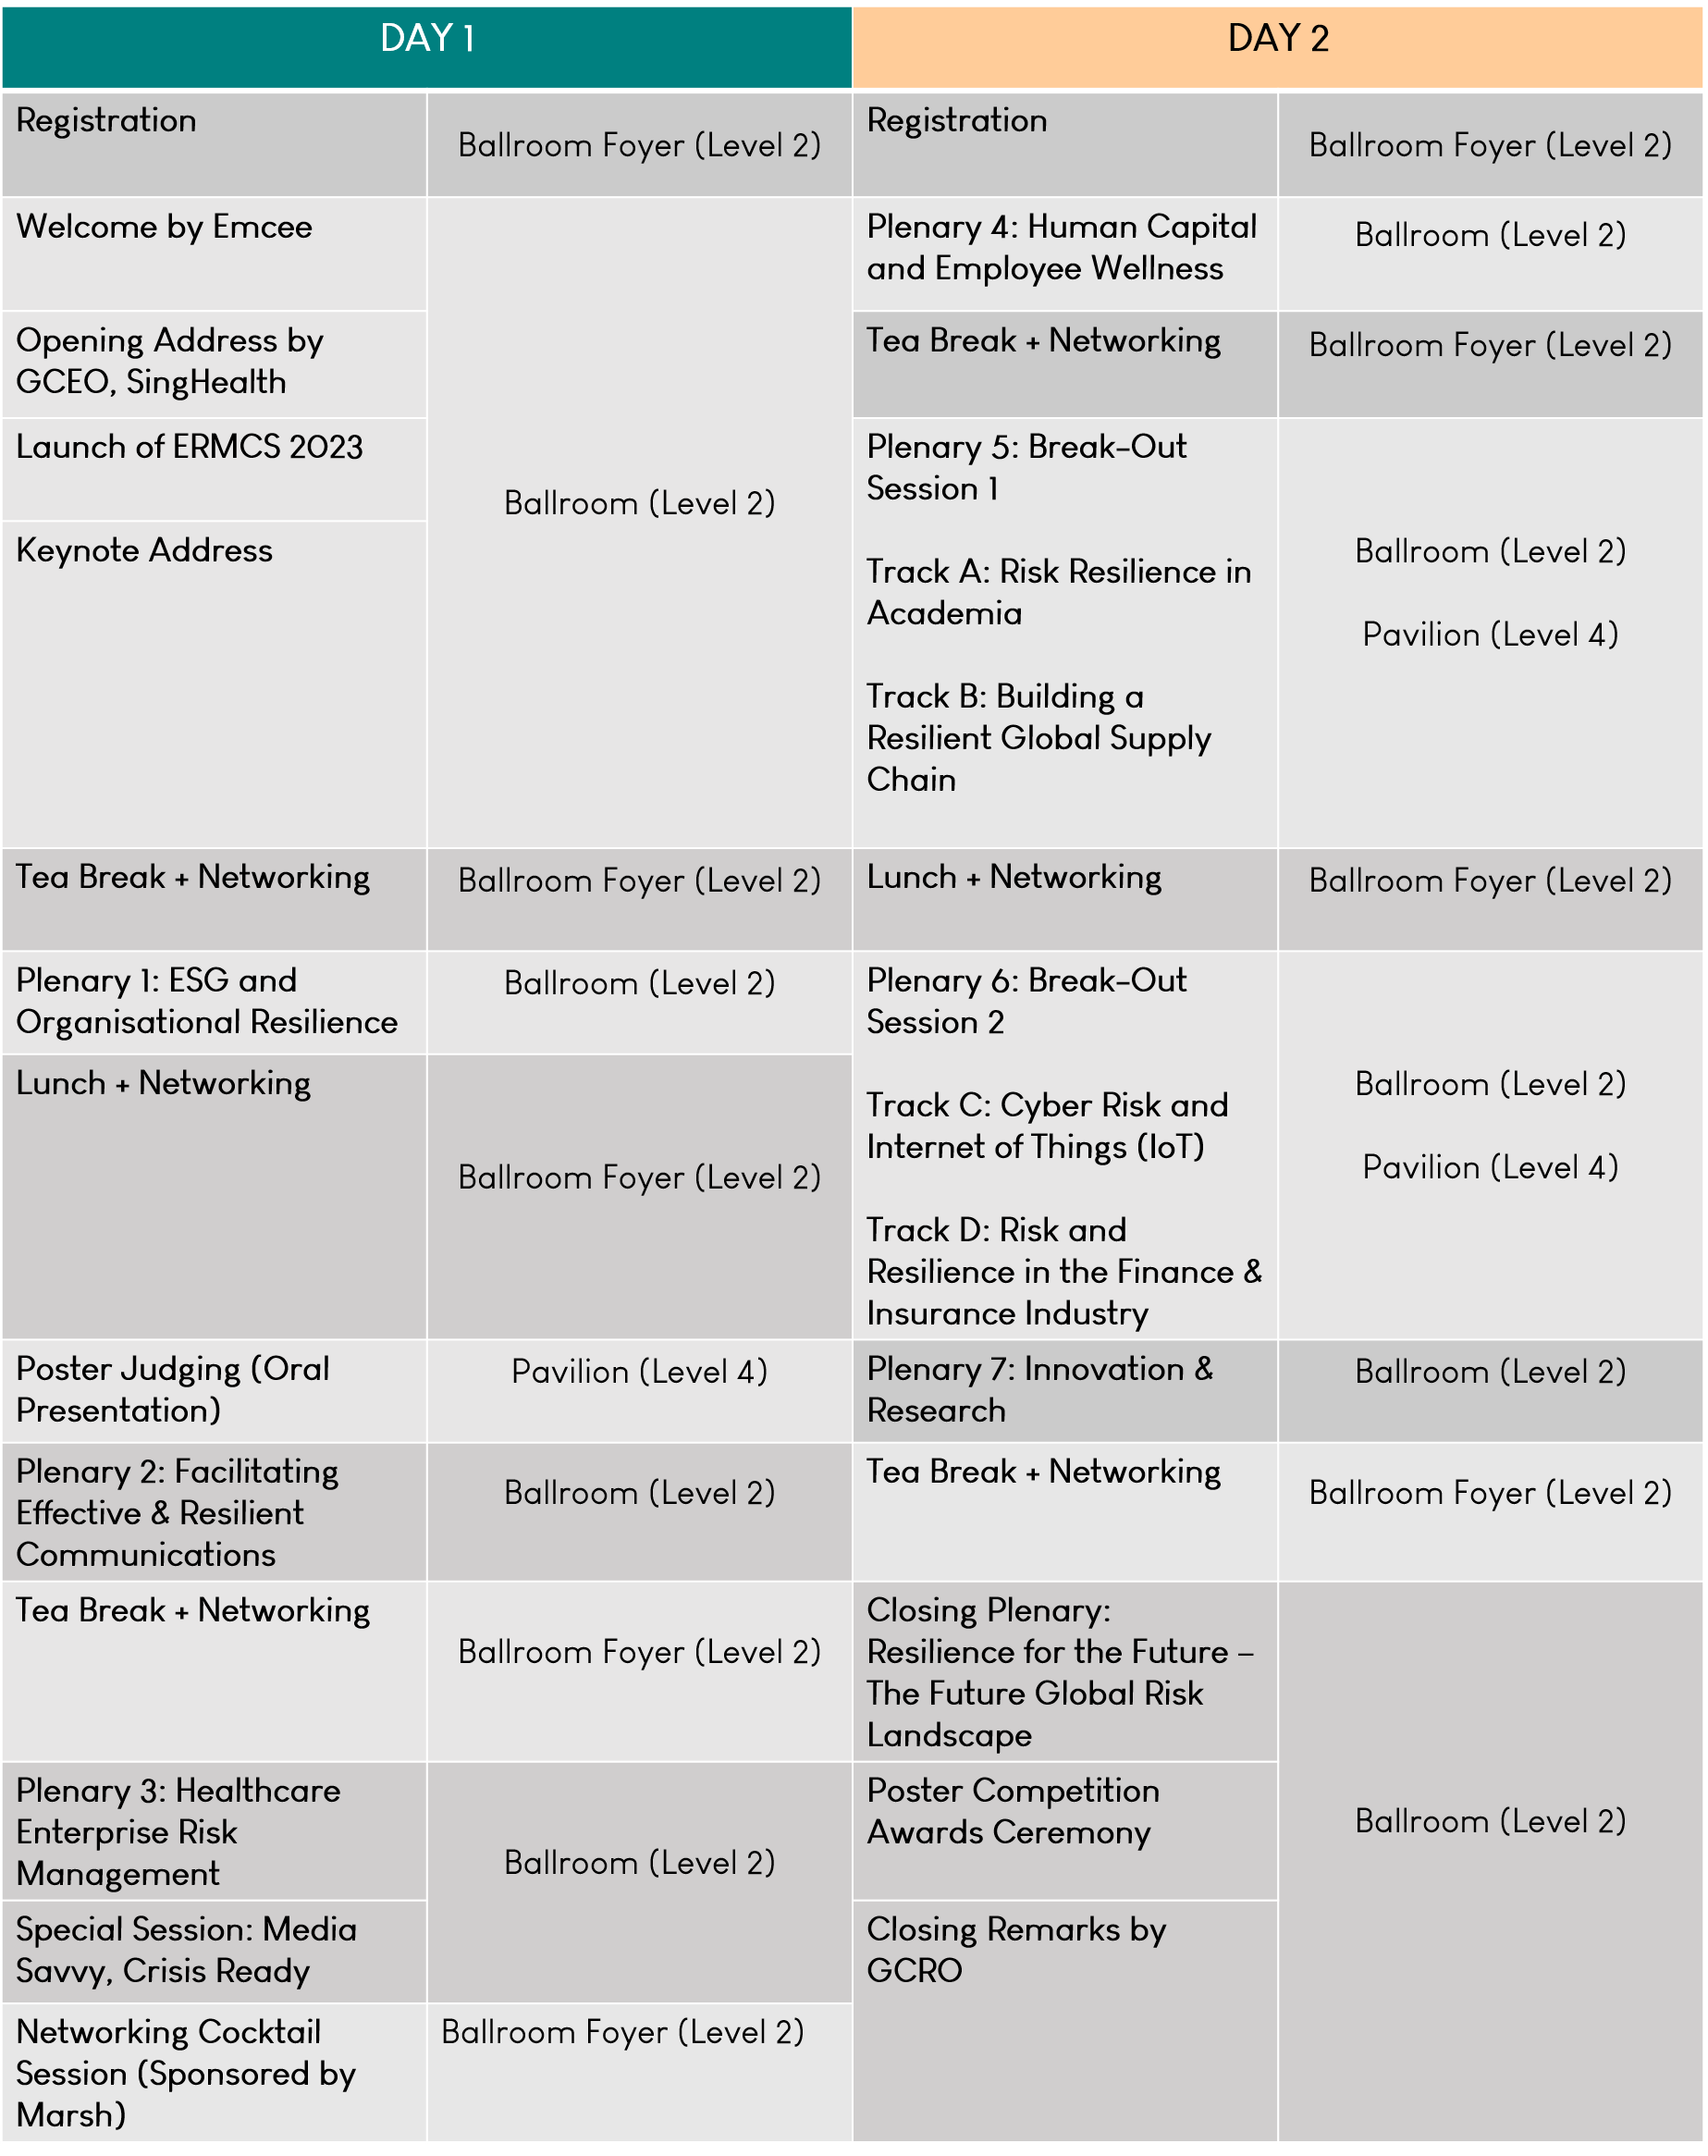 DAY 1
DAY 2
Registration
Ballroom Foyer (Level 2)
Registration
Ballroom Foyer (Level 2)
Welcome by Emcee
Opening Address by
GCEO, SingHealth
Launch of ERMCS 2023
Keynote Address
Ballroom (Level 2)
Plenary 4: Human Capital
and Employee Wellness
Ballroom (Level 2)
Tea Break + Networking
Ballroom Foyer (Level 2)
Plenary 5: Break-Out
Session 1
Track A: Risk Resilience in
Academia
Track B: Building a
Resilient Global Supply
Chain
Ballroom (Level 2)
Pavilion (Level 4)
Tea Break + Networking
Ballroom Foyer (Level 2)
Lunch + Networking
Ballroom Foyer (Level 2)
Plenary 1: ESG and
Organisational Resilience
Ballroom (Level 2)
Lunch + Networking
Ballroom Foyer (Level 2)
Plenary 6: Break-Out
Session 2
Track C: Cyber Risk and
Internet of Things (IoT)
Track D: Risk and
Resilience in the Finance &
Insurance Industry
Ballroom (Level 2)
Pavilion (Level 4)
Poster Judging (Oral
Presentation)
Pavilion (Level 4)
Plenary 7: Innovation &
Research
Ballroom (Level 2)
Plenary 2: Facilitating
Effective & Resilient
Communications
Ballroom (Level 2)
Tea Break + Networking
Ballroom Foyer (Level 2)
Tea Break + Networking
Ballroom Foyer (Level 2)
Closing Plenary:
Resilience for the Future –
The Future Global Risk
Landscape
Plenary 3: Healthcare
Enterprise Risk
Management
Ballroom (Level 2)
Poster Competition
Awards Ceremony
Ballroom (Level 2)
Special Session: Media
Savvy, Crisis Ready
Closing Remarks by
GCRO
Networking Cocktail
Session (Sponsored by
Marsh)
Ballroom Foyer (Level 2)